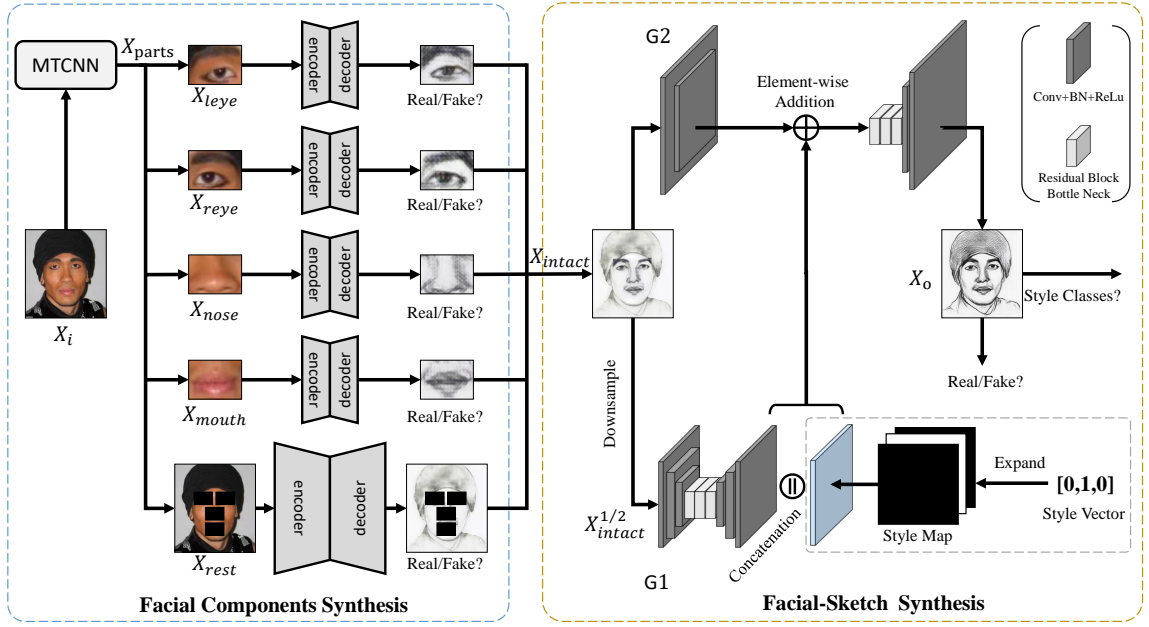 MTCNN
X_parts
X_leye
encoder
decoder
Real/Fake?
X_reye
encoder
decoder
Real/Fake?
X_i
X_nose
encoder
decoder
Real/Fake?
X_mouth
encoder
decoder
Real/Fake?
X_rest
encoder
decoder
Real/Fake?
Facial Components Synthesis
X_intact
G2
Element-wise
Addition
Conv+BN+ReLu
Residual Block
Bottle Neck
X_o
Style Classes?
Real/Fake?
Downsample
X_intact^1/2
G1
Concatenation
Style Map
Expand
[0,1,0]
Style Vector
Facial-Sketch Synthesis